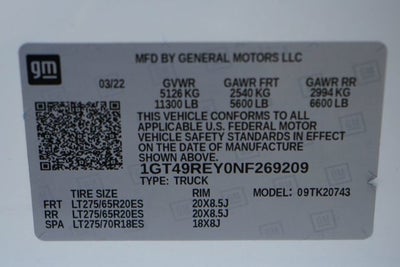 gm
MFD BY GENERAL MOTORS LLC
03/22 GVWR GAWR FRT GAWR RR
5126 KG 2540 KG 2994 KG
11300 LB 5600 LB 6600 LB
THIS VEHICLE CONFORMS TO ALL
APPLICABLE U.S. FEDERAL MOTOR
VEHICLE SAFETY STANDARDS IN EFFECT
ON THE DATE OF MANUFACTURE
SHOWN ABOVE.
1GT49REY0NF269209
TYPE: TRUCK
TIRE SIZE RIM MODEL: 09TK20743
FRT LT275/65R20ES 20X8.5J
RR LT275/65R20ES 20X8.5J
SPA LT275/70R18ES 18X8J